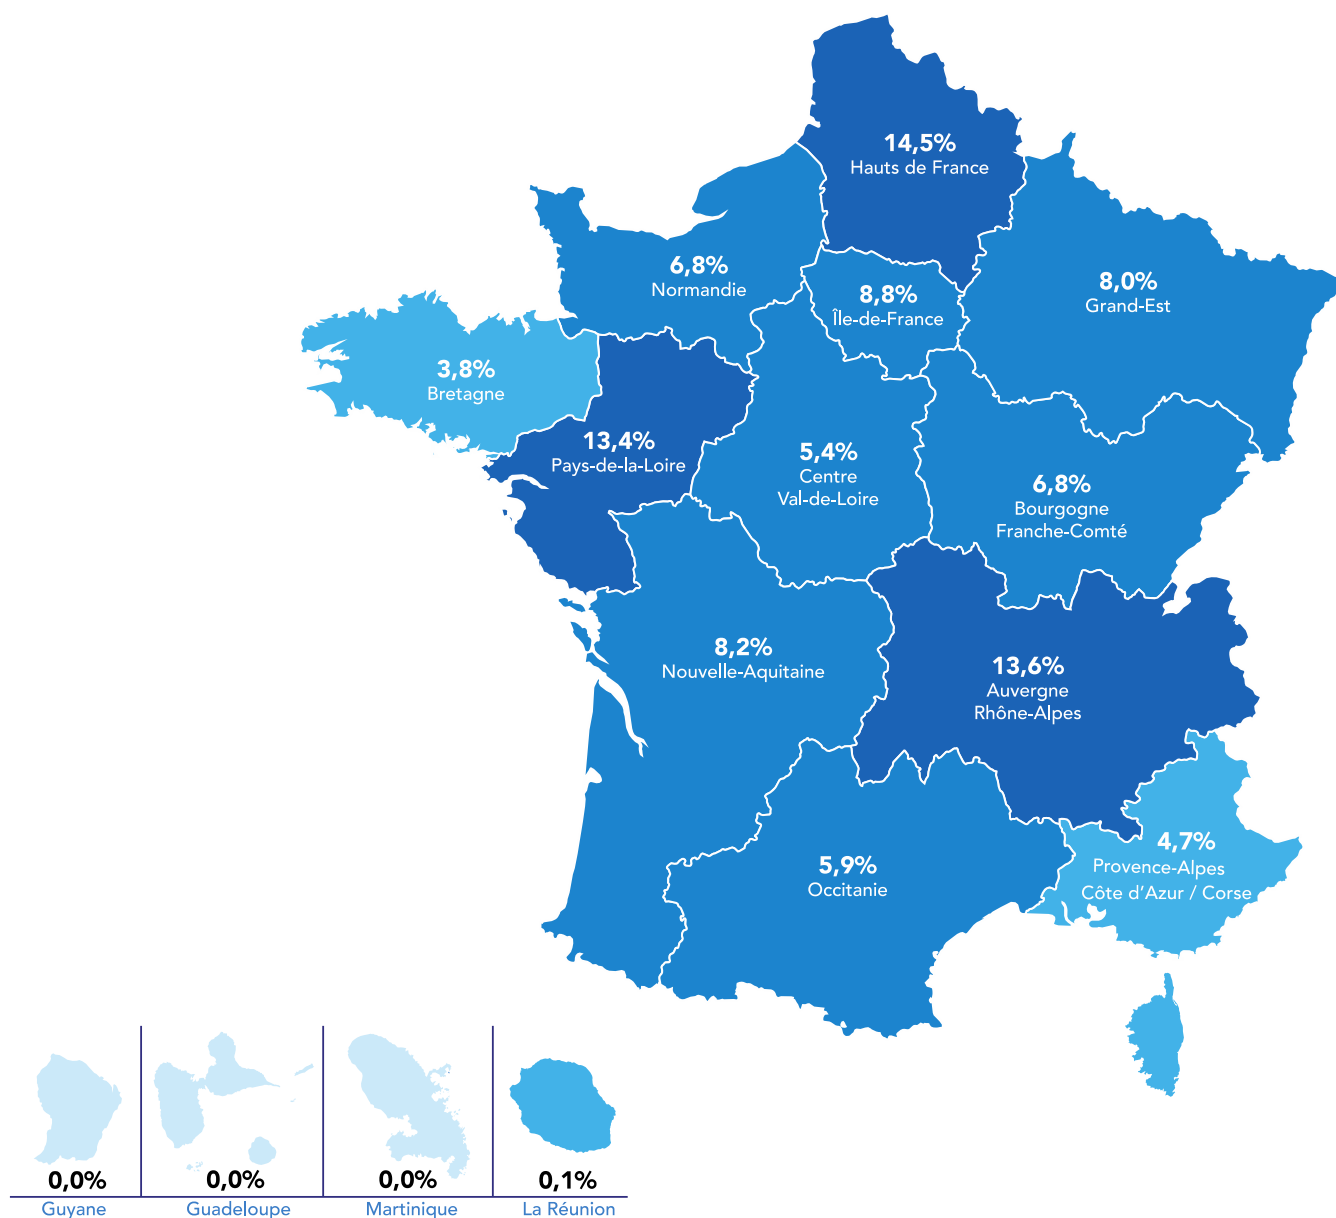 14,5%
Hauts de France
6,8%
Normandie
8,8%
Île-de-France
8,0%
Grand-Est
3,8%
Bretagne
13,4%
Pays-de-la-Loire
5,4%
Centre
Val-de-Loire
6,8%
Bourgogne
Franche-Comté
8,2%
Nouvelle-Aquitaine
13,6%
Auvergne
Rhône-Alpes
5,9%
Occitanie
4,7%
Provence-Alpes
Côte d'Azur / Corse
0,0%
Guyane
0,0%
Guadeloupe
0,0%
Martinique
0,1%
La Réunion